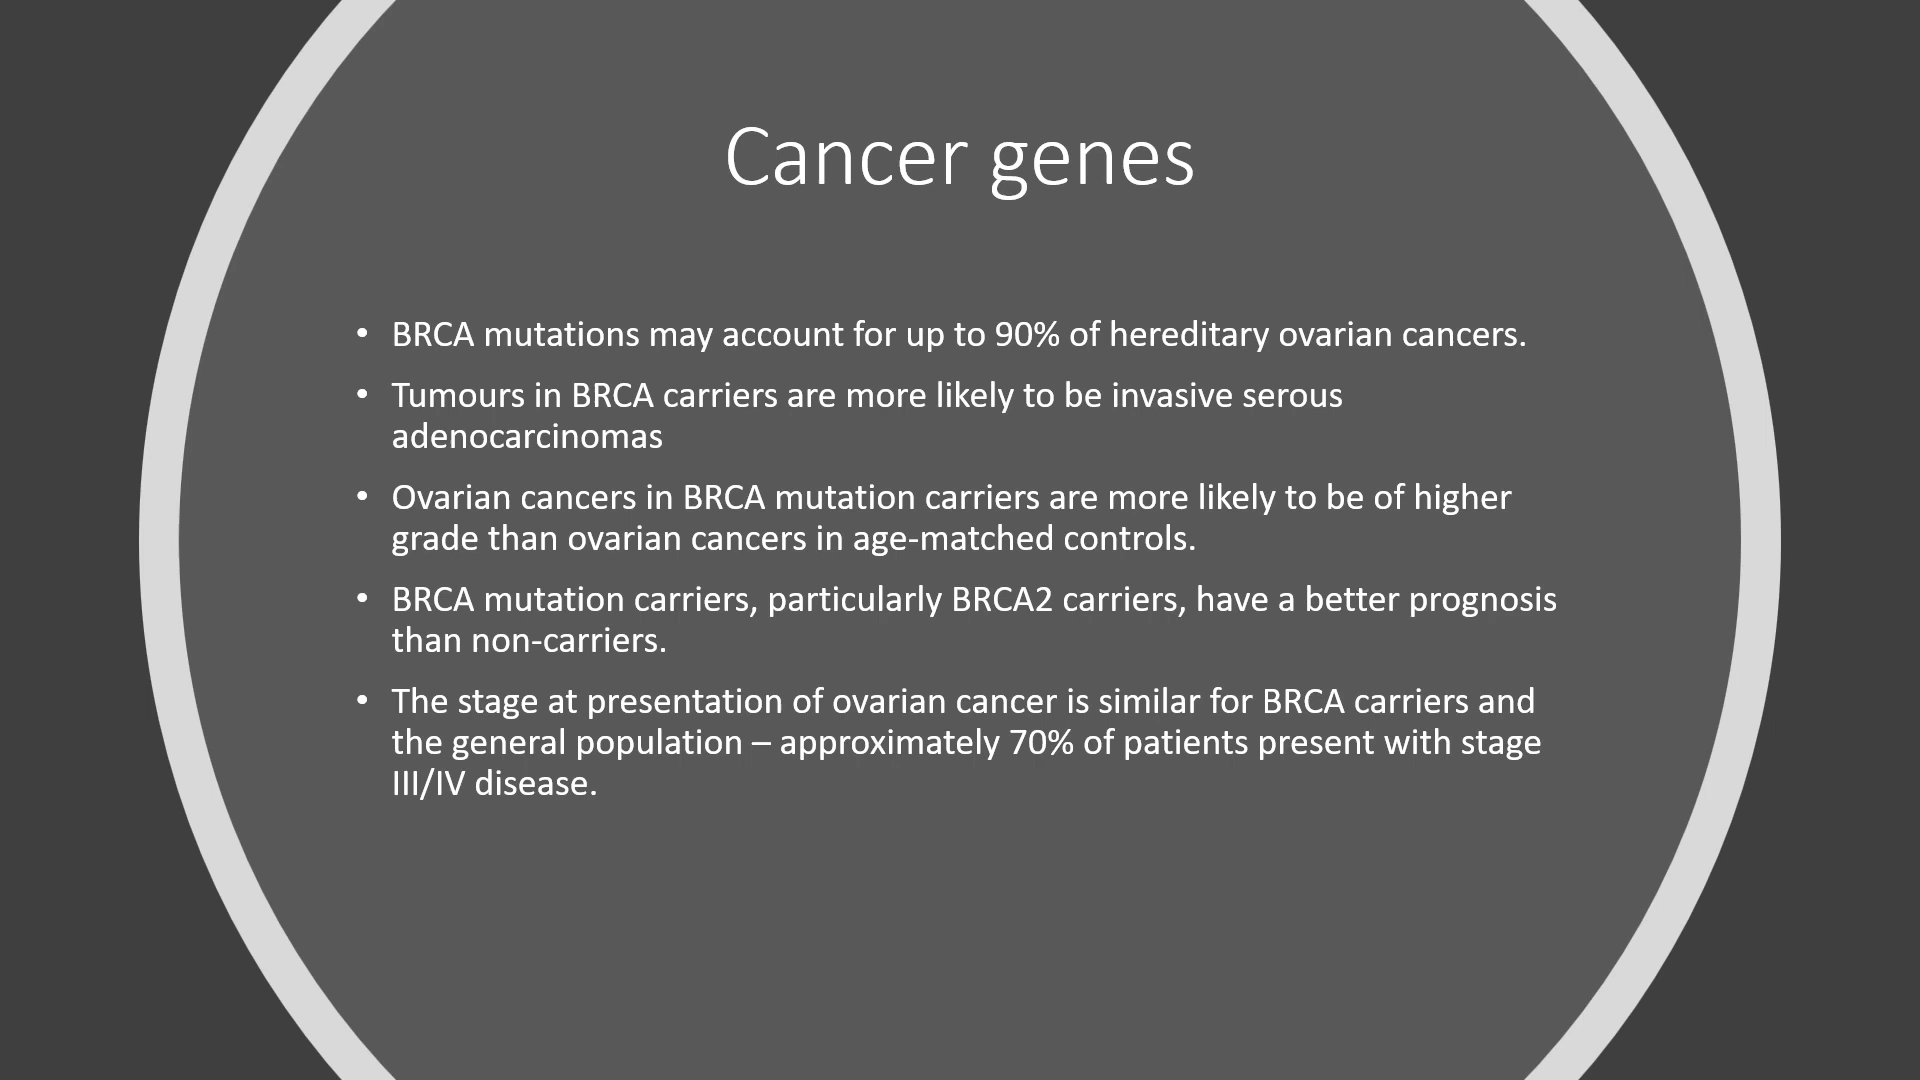 Cancer genes
• BRCA mutations may account for up to 90% of hereditary ovarian cancers.
• Tumours in BRCA carriers are more likely to be invasive serous
adenocarcinomas
• Ovarian cancers in BRCA mutation carriers are more likely to be of higher
grade than ovarian cancers in age-matched controls.
• BRCA mutation carriers, particularly BRCA2 carriers, have a better prognosis
than non-carriers.
• The stage at presentation of ovarian cancer is similar for BRCA carriers and
the general population – approximately 70% of patients present with stage
III/IV disease.